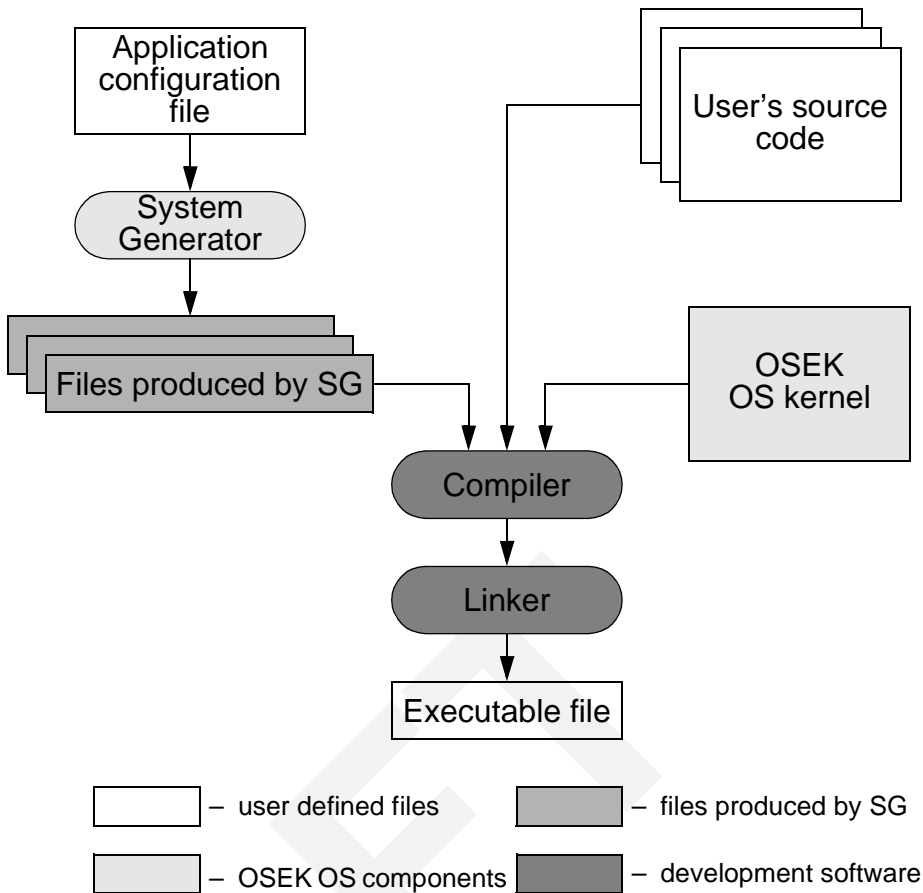 Application
configuration
file
User's source
code
System
Generator
Files produced by SG
OSEK
OS kernel
Compiler
Linker
Executable file
– user defined files
– files produced by SG
– OSEK OS components
– development software